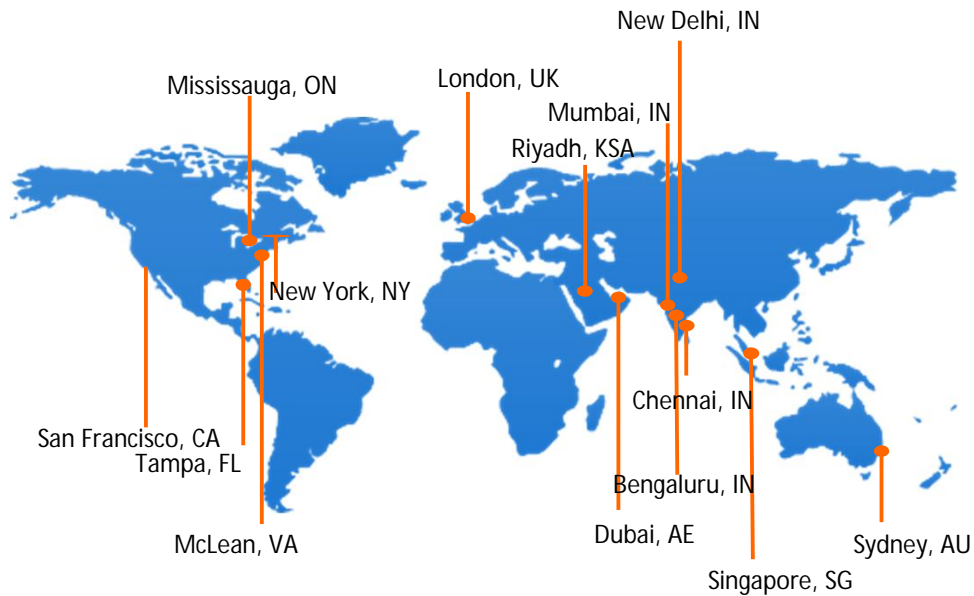 New Delhi, IN
London, UK
Mississauga, ON
Mumbai, IN
Riyadh, KSA
New York, NY
Chennai, IN
San Francisco, CA
Tampa, FL
Bengaluru, IN
Dubai, AE
McLean, VA
Sydney, AU
Singapore, SG